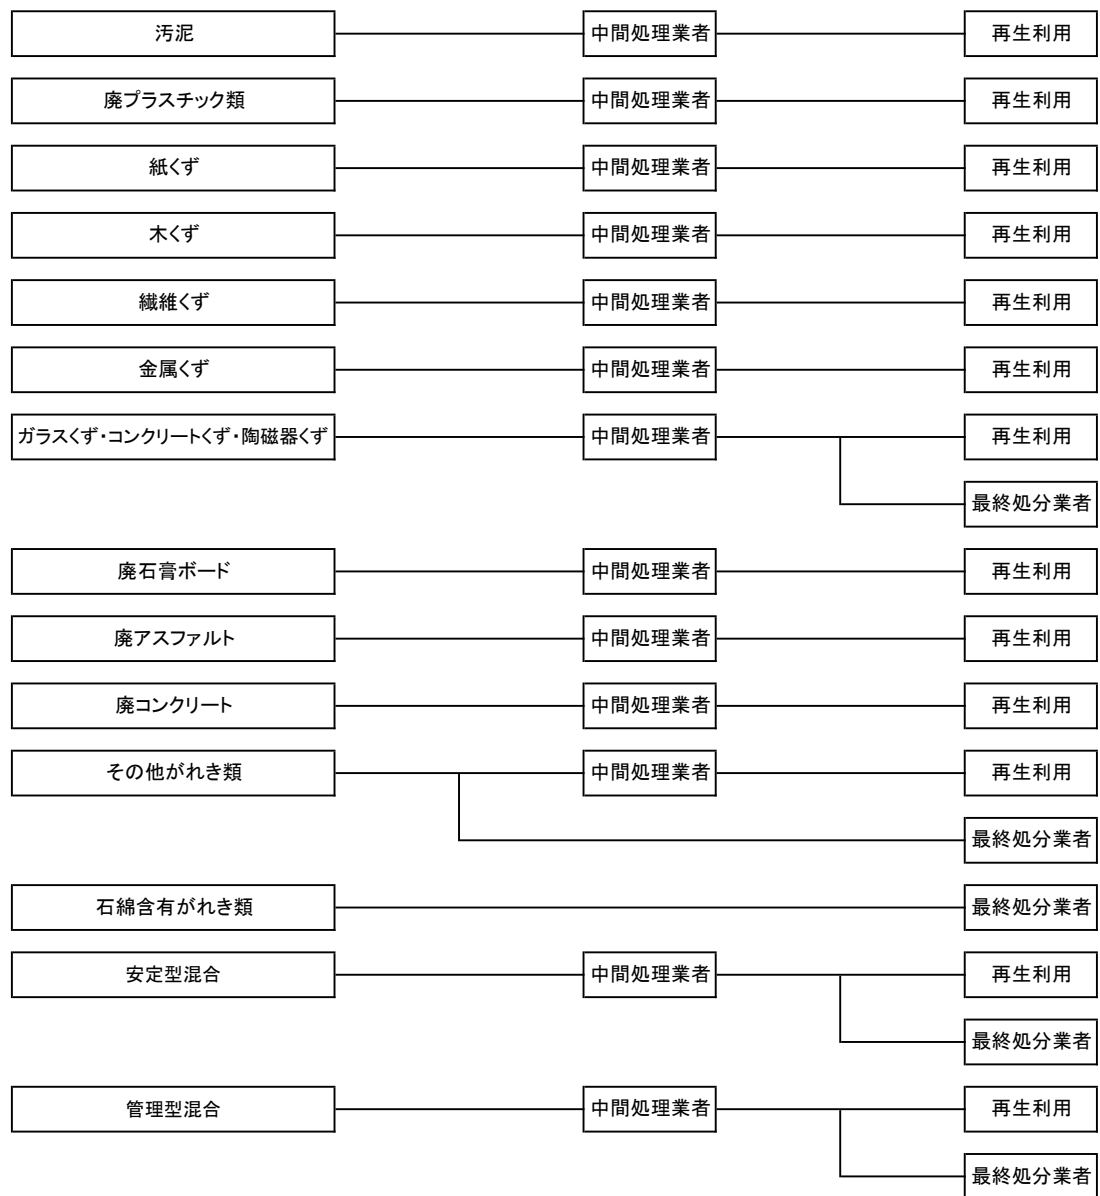 汚泥 中間処理業者 再生利用
廃プラスチック類 中間処理業者 再生利用
紙くず 中間処理業者 再生利用
木くず 中間処理業者 再生利用
繊維くず 中間処理業者 再生利用
金属くず 中間処理業者 再生利用
ガラスくず・コンクリートくず・陶磁器くず 中間処理業者 再生利用
最終処分業者
廃石膏ボード 中間処理業者 再生利用
廃アスファルト 中間処理業者 再生利用
廃コンクリート 中間処理業者 再生利用
その他がれき類 中間処理業者 再生利用
最終処分業者
石綿含有がれき類 最終処分業者
安定型混合 中間処理業者 再生利用
最終処分業者
管理型混合 中間処理業者 再生利用
最終処分業者